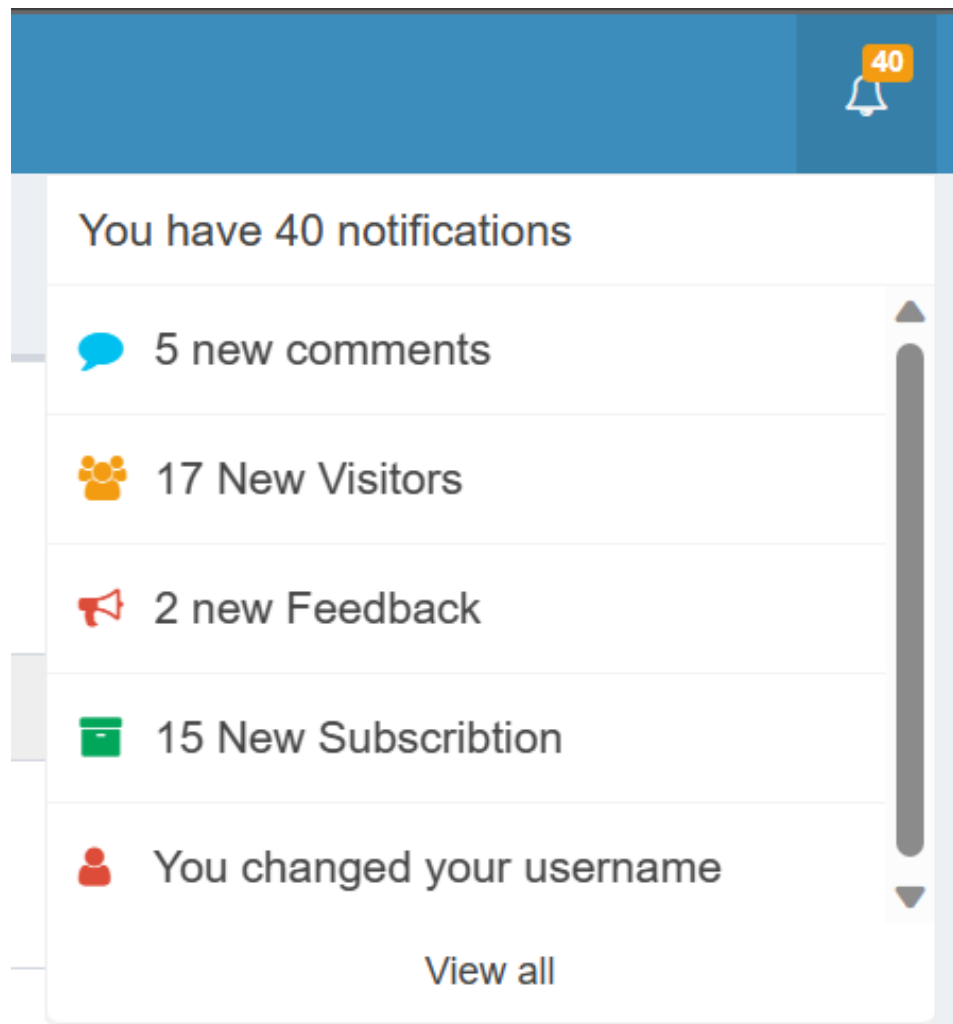 40
You have 40 notifications
5 new comments
17 New Visitors
2 new Feedback
15 New Subscribtion
You changed your username
View all